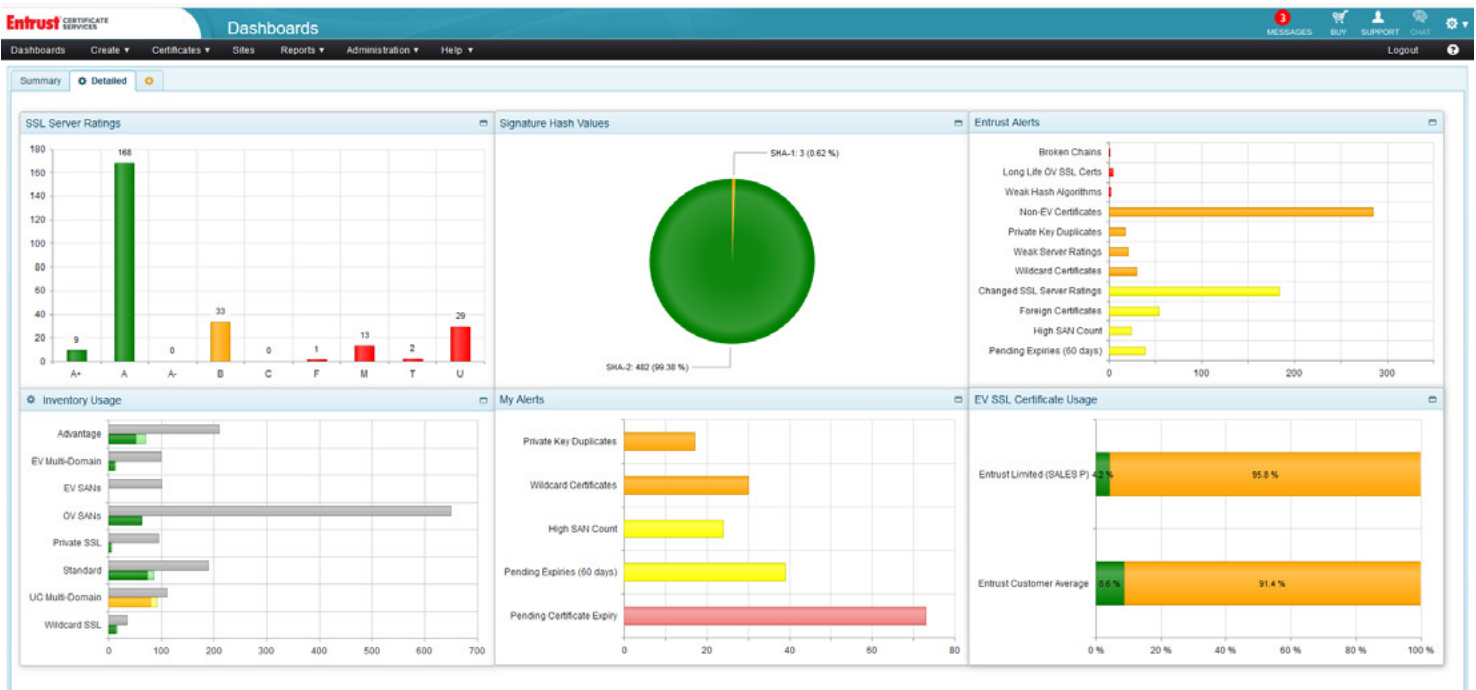 Entrust CERTIFICATE SERVICES
Dashboards
3
MESSAGES BUY SUPPORT CHAT
Dashboards Create Certificates Sites Reports Administration Help Logout
Summary Detailed
SSL Server Ratings
180
160
140
120
100
80
60
40
20
0
9 168 0 33 0 1 13 2 29
A+ A A- B C F M T U
Signature Hash Values
SHA-1: 3 (0.62 %)
SHA-2: 482 (99.38 %)
Entrust Alerts
Broken Chains
Long Life OV SSL Certs
Weak Hash Algorithms
Non-EV Certificates
Private Key Duplicates
Weak Server Ratings
Wildcard Certificates
Changed SSL Server Ratings
Foreign Certificates
High SAN Count
Pending Expiries (60 days)
0 100 200 300
Inventory Usage
Advantage
EV Multi-Domain
EV SANs
OV SANs
Private SSL
Standard
UC Multi-Domain
Wildcard SSL
0 100 200 300 400 500 600 700
My Alerts
Private Key Duplicates
Wildcard Certificates
High SAN Count
Pending Expiries (60 days)
Pending Certificate Expiry
0 20 40 60 80
EV SSL Certificate Usage
Entrust Limited (SALES P) 4.2 % 95.8 %
Entrust Customer Average 8.6 % 91.4 %
0 % 20 % 40 % 60 % 80 % 100 %